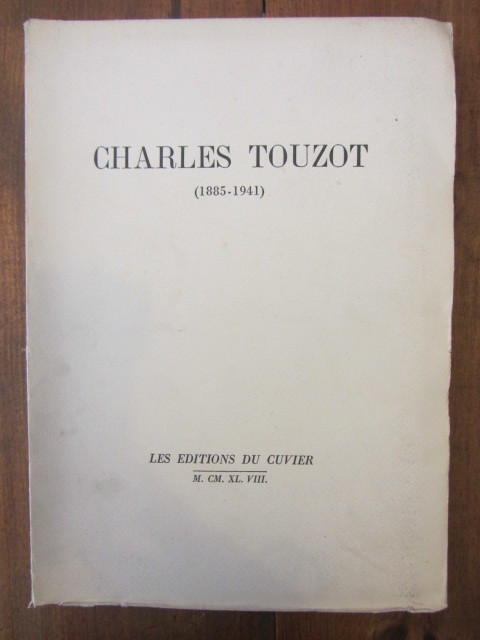 CHARLES TOUZOT
(1885-1941)
LES EDITIONS DU CUVIER
M. CM. XL. VIII.